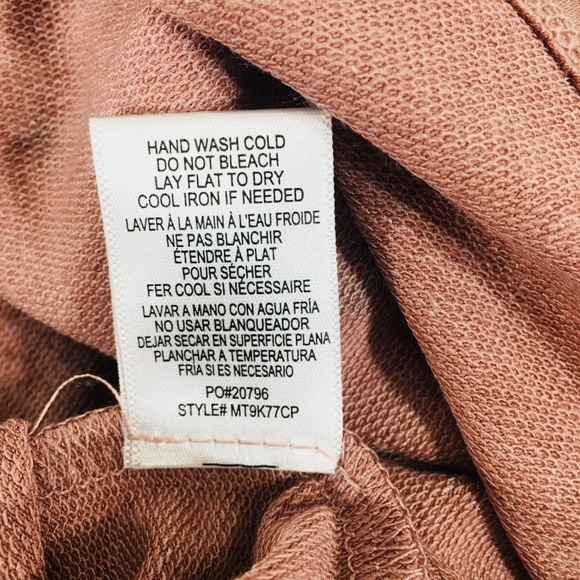 HAND WASH COLD
DO NOT BLEACH
LAY FLAT TO DRY
COOL IRON IF NEEDED
LAVER À LA MAIN À L'EAU FROIDE
NE PAS BLANCHIR
ÉTENDRE À PLAT
POUR SÉCHER
FER COOL SI NÉCESSAIRE
LAVAR A MANO CON AGUA FRÍA
NO USAR BLANQUEADOR
DEJAR SECAR EN SUPERFICIE PLANA
PLANCHAR A TEMPERATURA
FRÍA SI ES NECESARIO
PO#20796
STYLE# MT9K77CP